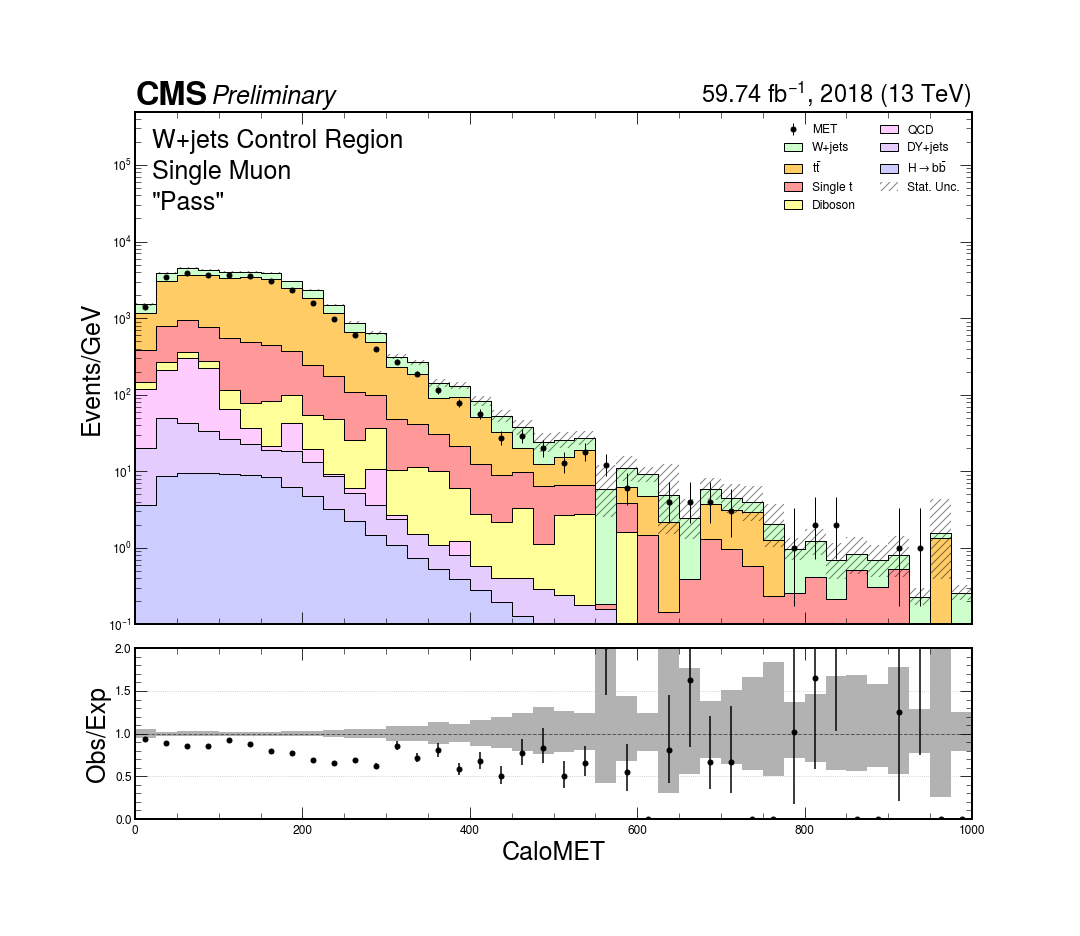 CMS Preliminary 59.74 fb⁻¹, 2018 (13 TeV)
W+jets Control Region
Single Muon
"Pass"
MET
W+jets
tt̄
Single t
Diboson
QCD
DY+jets
H→bb̄
Stat. Unc.
Events/GeV
10⁵
10⁴
10³
10²
10¹
10⁰
10⁻¹
Obs/Exp
2.0
1.5
1.0
0.5
0.0
0 200 400 600 800 1000
CaloMET